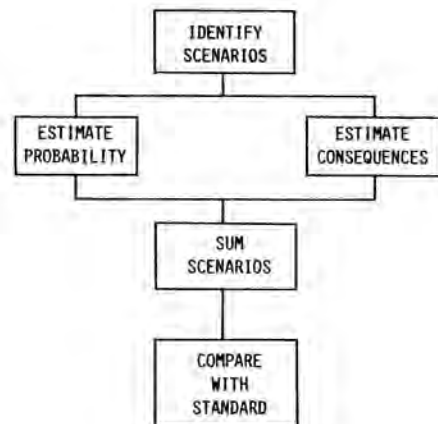 IDENTIFY
SCENARIOS
ESTIMATE
PROBABILITY
ESTIMATE
CONSEQUENCES
SUM
SCENARIOS
COMPARE
WITH
STANDARD